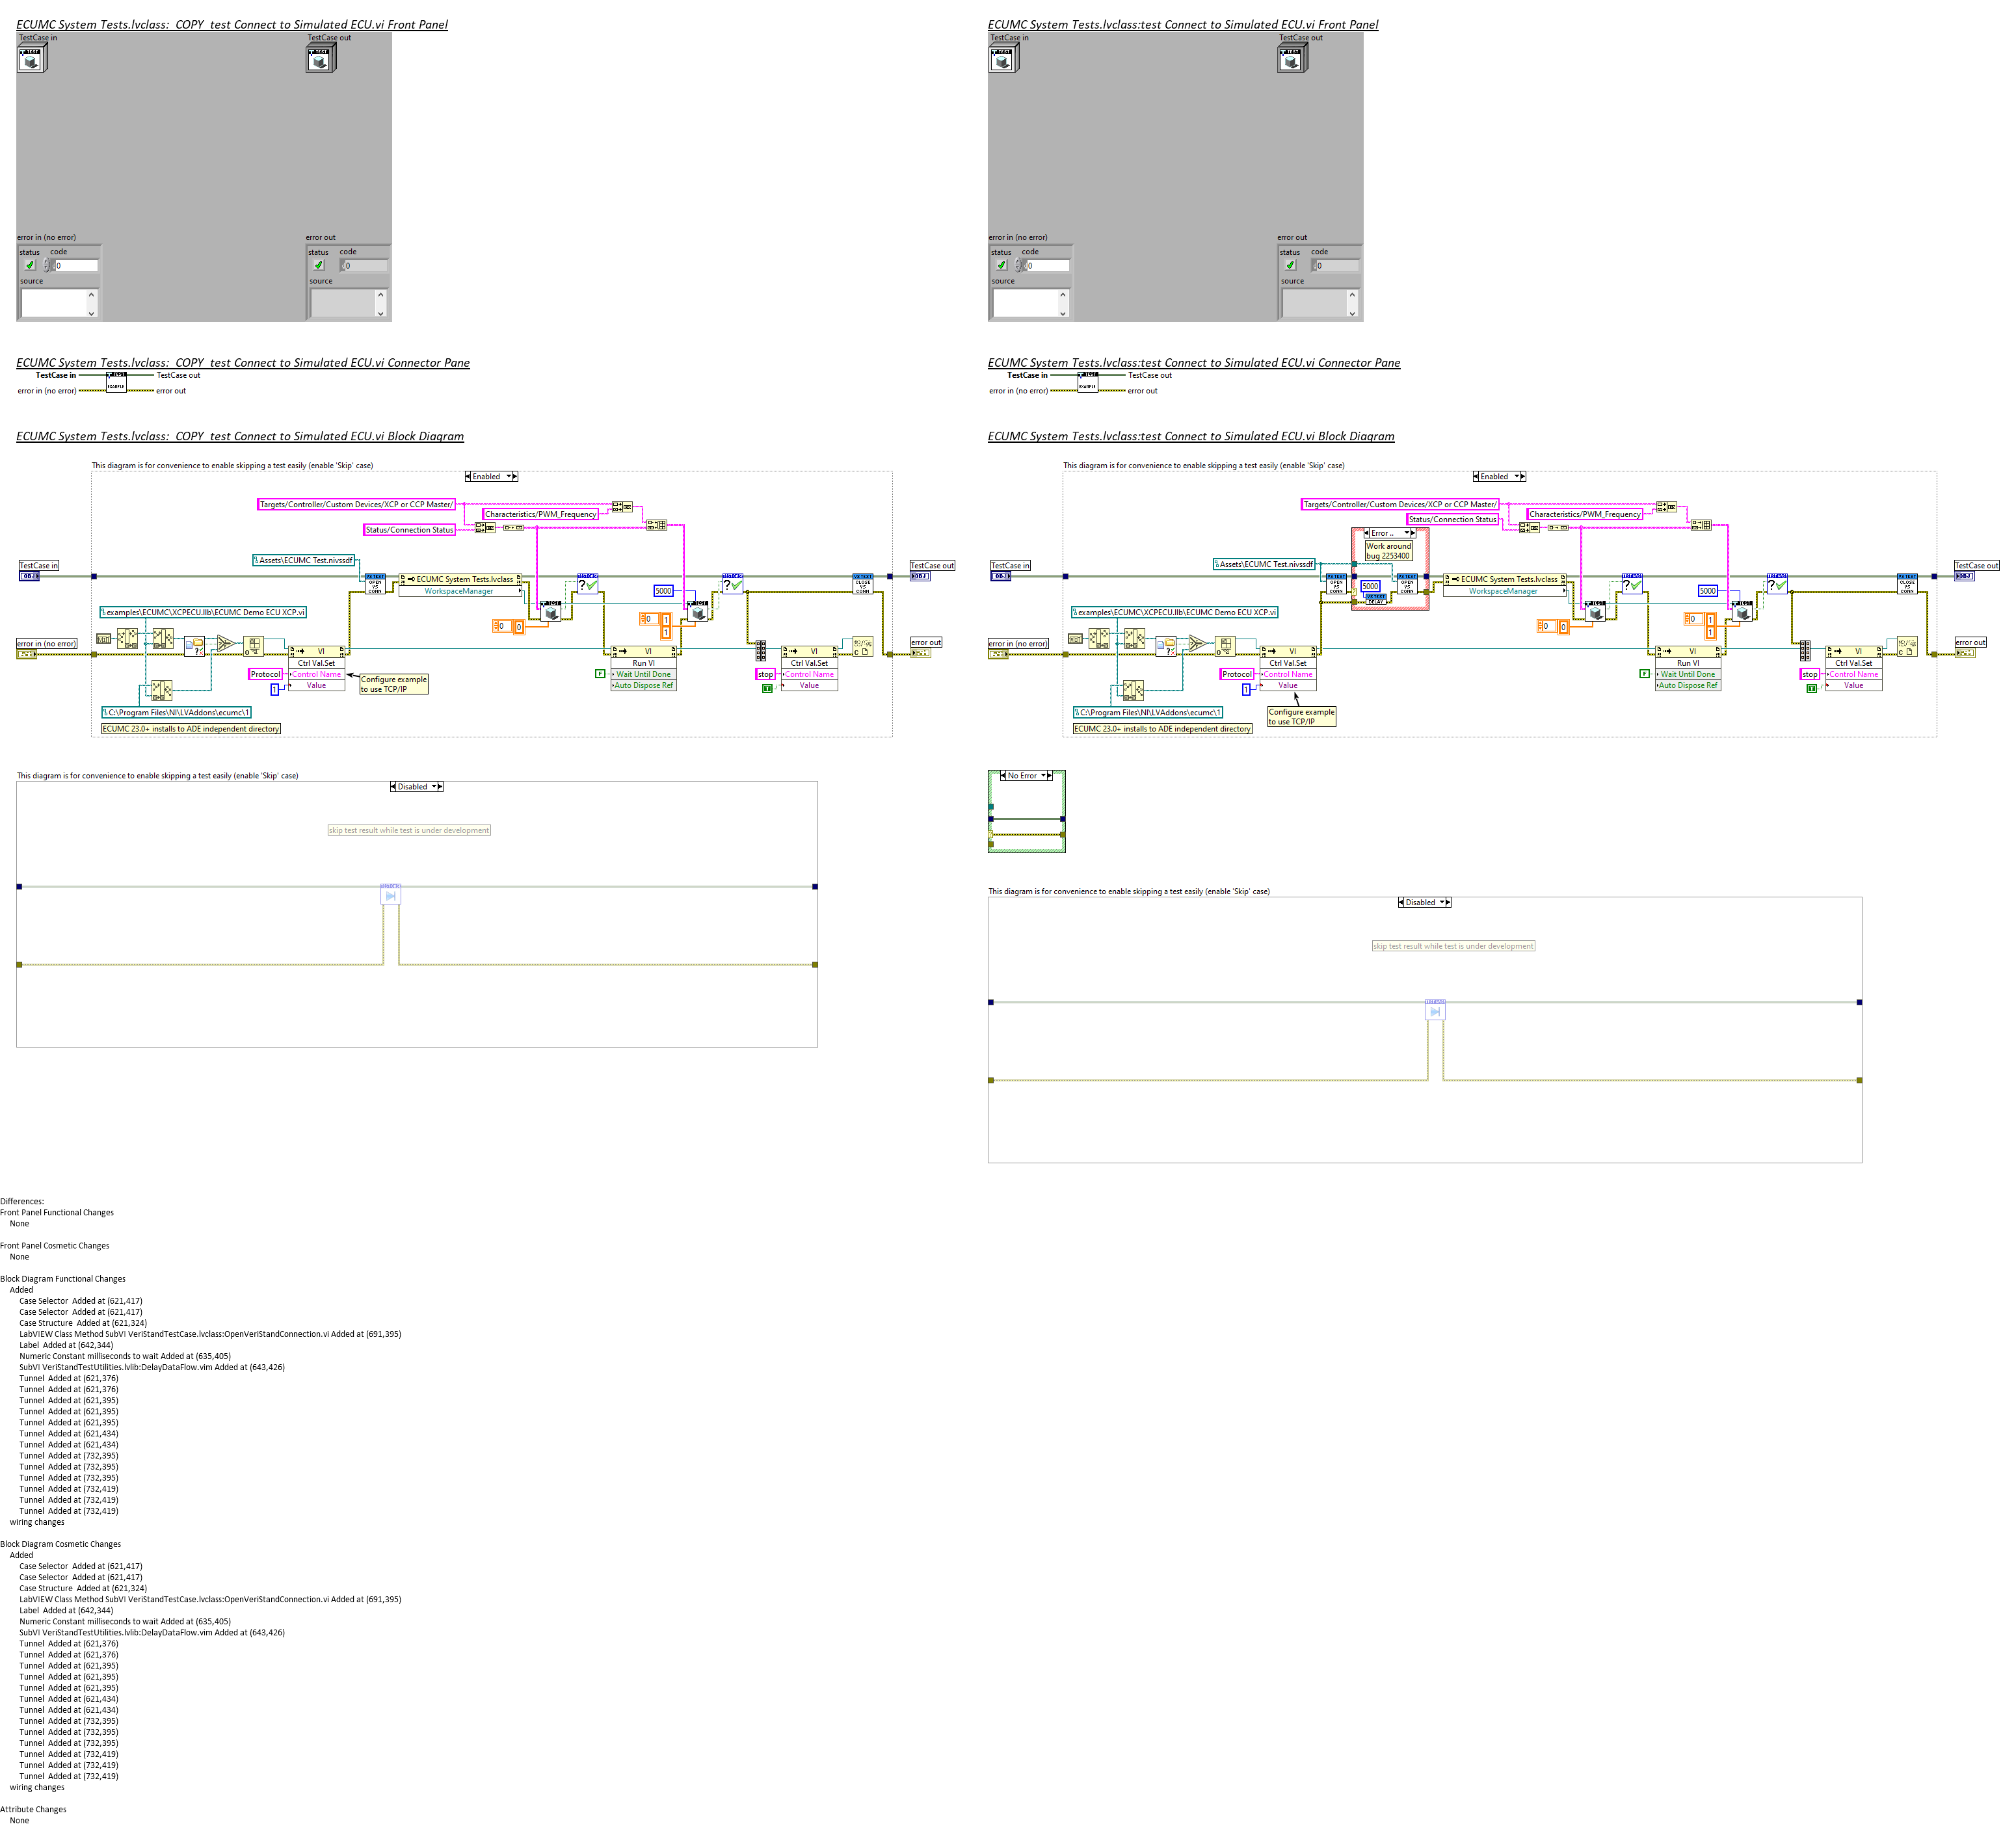 ECUMC System Tests.lvclass:_COPY_test Connect to Simulated ECU.vi Front Panel
TestCase in
TestCase out
TEST
TEST
error in (no error)
status
code
0
source
error out
status
code
0
source
ECUMC System Tests.lvclass:test Connect to Simulated ECU.vi Front Panel
TestCase in
TestCase out
TEST
TEST
error in (no error)
status
code
0
source
error out
status
code
0
source
ECUMC System Tests.lvclass:_COPY_test Connect to Simulated ECU.vi Connector Pane
TestCase in
TestCase out
TEST
EXAMPLE
error in (no error)
error out
ECUMC System Tests.lvclass:test Connect to Simulated ECU.vi Connector Pane
TestCase in
TestCase out
TEST
EXAMPLE
error in (no error)
error out
ECUMC System Tests.lvclass:_COPY_test Connect to Simulated ECU.vi Block Diagram
This diagram is for convenience to enable skipping a test easily (enable 'Skip' case)
Enabled
Targets/Controller/Custom Devices/XCP or CCP Master/
Characteristics/PWM_Frequency
Status/Connection Status
Assets\ECUMC Test.nivssdf
TestCase in
OBJ
OPEN
VS
CONN
ECUMC System Tests.lvclass
WorkspaceManager
5000
CLOSE
VS
CONN
TestCase out
OBJ
examples\ECUMC\XCPECU.llb\ECUMC Demo ECU XCP.vi
TEST
TEST
0
0
0
1
1
error in (no error)
error out
VI
Ctrl Val.Set
Control Name
Value
Protocol
1
Configure example
to use TCP/IP
VI
Run VI
Wait Until Done
Auto Dispose Ref
F
VI
Ctrl Val.Set
Control Name
Value
stop
T
C:\Program Files\NI\LVAddons\ecumc\1
ECUMC 23.0+ installs to ADE independent directory
This diagram is for convenience to enable skipping a test easily (enable 'Skip' case)
Disabled
skip test result while test is under development
ECUMC System Tests.lvclass:test Connect to Simulated ECU.vi Block Diagram
This diagram is for convenience to enable skipping a test easily (enable 'Skip' case)
Enabled
Targets/Controller/Custom Devices/XCP or CCP Master/
Characteristics/PWM_Frequency
Status/Connection Status
Error ..
Work around
bug 2253400
Assets\ECUMC Test.nivssdf
TestCase in
OBJ
OPEN
VS
CONN
5000
DELAY
OPEN
VS
CONN
ECUMC System Tests.lvclass
WorkspaceManager
5000
CLOSE
VS
CONN
TestCase out
OBJ
examples\ECUMC\XCPECU.llb\ECUMC Demo ECU XCP.vi
TEST
TEST
0
0
0
1
1
error in (no error)
error out
VI
Ctrl Val.Set
Control Name
Value
Protocol
1
Configure example
to use TCP/IP
VI
Run VI
Wait Until Done
Auto Dispose Ref
F
VI
Ctrl Val.Set
Control Name
Value
stop
T
C:\Program Files\NI\LVAddons\ecumc\1
ECUMC 23.0+ installs to ADE independent directory
No Error
This diagram is for convenience to enable skipping a test easily (enable 'Skip' case)
Disabled
skip test result while test is under development
Differences:
Front Panel Functional Changes
None
Front Panel Cosmetic Changes
None
Block Diagram Functional Changes
Added
Case Selector  Added at (621,417)
Case Selector  Added at (621,417)
Case Structure  Added at (621,324)
LabVIEW Class Method SubVI VeriStandTestCase.lvclass:OpenVeriStandConnection.vi Added at (691,395)
Label  Added at (642,344)
Numeric Constant milliseconds to wait Added at (635,405)
SubVI VeriStandTestUtilities.lvlib:DelayDataFlow.vim Added at (643,426)
Tunnel  Added at (621,376)
Tunnel  Added at (621,376)
Tunnel  Added at (621,395)
Tunnel  Added at (621,395)
Tunnel  Added at (621,395)
Tunnel  Added at (621,434)
Tunnel  Added at (621,434)
Tunnel  Added at (732,395)
Tunnel  Added at (732,395)
Tunnel  Added at (732,395)
Tunnel  Added at (732,419)
Tunnel  Added at (732,419)
Tunnel  Added at (732,419)
wiring changes
Block Diagram Cosmetic Changes
Added
Case Selector  Added at (621,417)
Case Selector  Added at (621,417)
Case Structure  Added at (621,324)
LabVIEW Class Method SubVI VeriStandTestCase.lvclass:OpenVeriStandConnection.vi Added at (691,395)
Label  Added at (642,344)
Numeric Constant milliseconds to wait Added at (635,405)
SubVI VeriStandTestUtilities.lvlib:DelayDataFlow.vim Added at (643,426)
Tunnel  Added at (621,376)
Tunnel  Added at (621,376)
Tunnel  Added at (621,395)
Tunnel  Added at (621,395)
Tunnel  Added at (621,395)
Tunnel  Added at (621,434)
Tunnel  Added at (621,434)
Tunnel  Added at (732,395)
Tunnel  Added at (732,395)
Tunnel  Added at (732,395)
Tunnel  Added at (732,419)
Tunnel  Added at (732,419)
Tunnel  Added at (732,419)
wiring changes
Attribute Changes
None